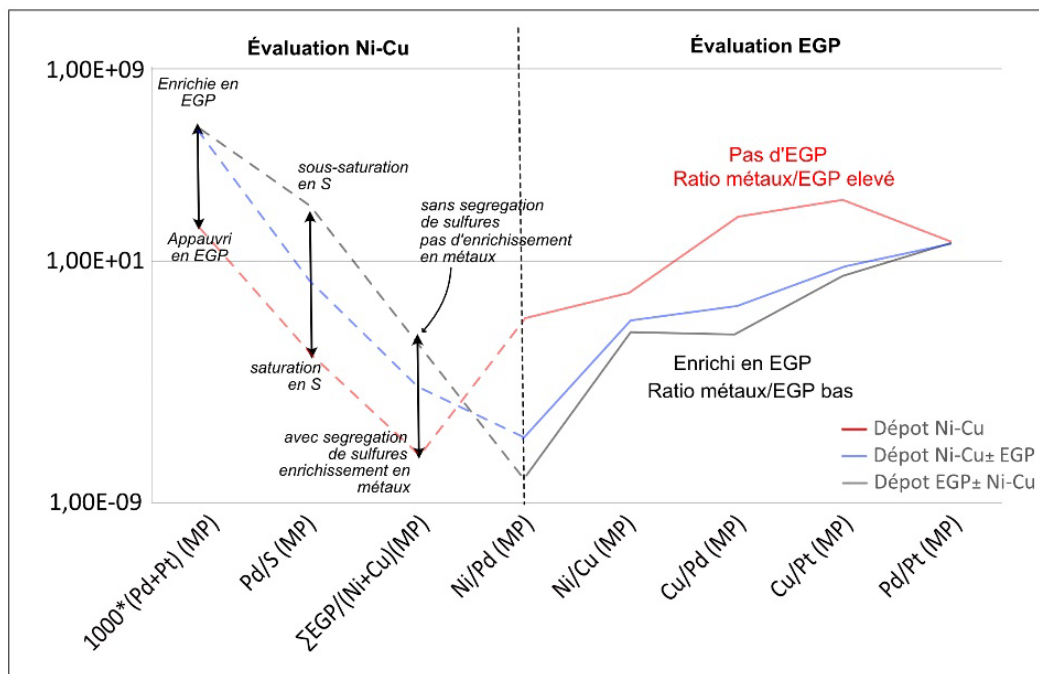 Évaluation Ni-Cu
Évaluation EGP
1,00E+09
Enrichie en
EGP
sous-saturation
en S
Pas d'EGP
Ratio métaux/EGP elevé
sans segregation
de sulfures
pas d'enrichissement
en métaux
Appauvri
en EGP
1,00E+01
saturation
en S
Enrichi en EGP
Ratio métaux/EGP bas
avec segregation
de sulfures
enrichissement en
métaux
Dépot Ni-Cu
Dépot Ni-Cu± EGP
Dépot EGP± Ni-Cu
1,00E-09
1000*(Pd+Pt) (MP)
Pd/S (MP)
∑EGP/(Ni+Cu)(MP)
Ni/Pd (MP)
Ni/Cu (MP)
Cu/Pd (MP)
Cu/Pt (MP)
Pd/Pt (MP)